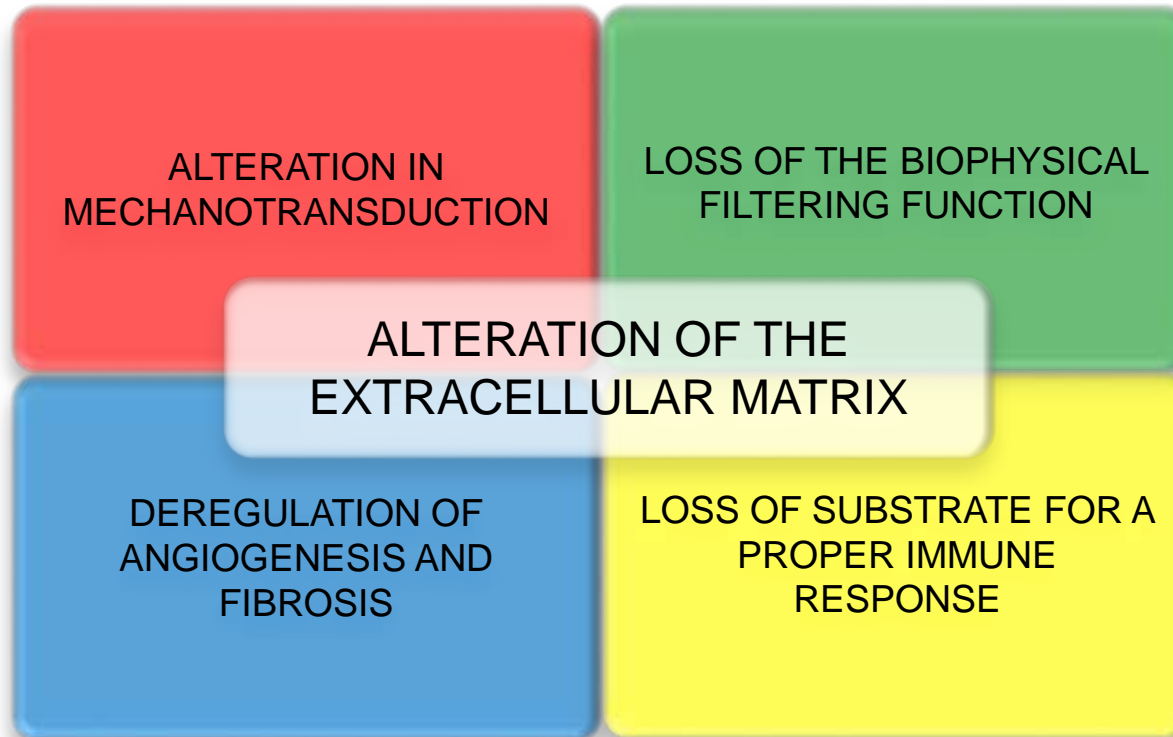 ALTERATION IN
MECHANOTRANSDUCTION
LOSS OF THE BIOPHYSICAL
FILTERING FUNCTION
ALTERATION OF THE
EXTRACELLULAR MATRIX
DEREGULATION OF
ANGIOGENESIS AND
FIBROSIS
LOSS OF SUBSTRATE FOR A
PROPER IMMUNE
RESPONSE